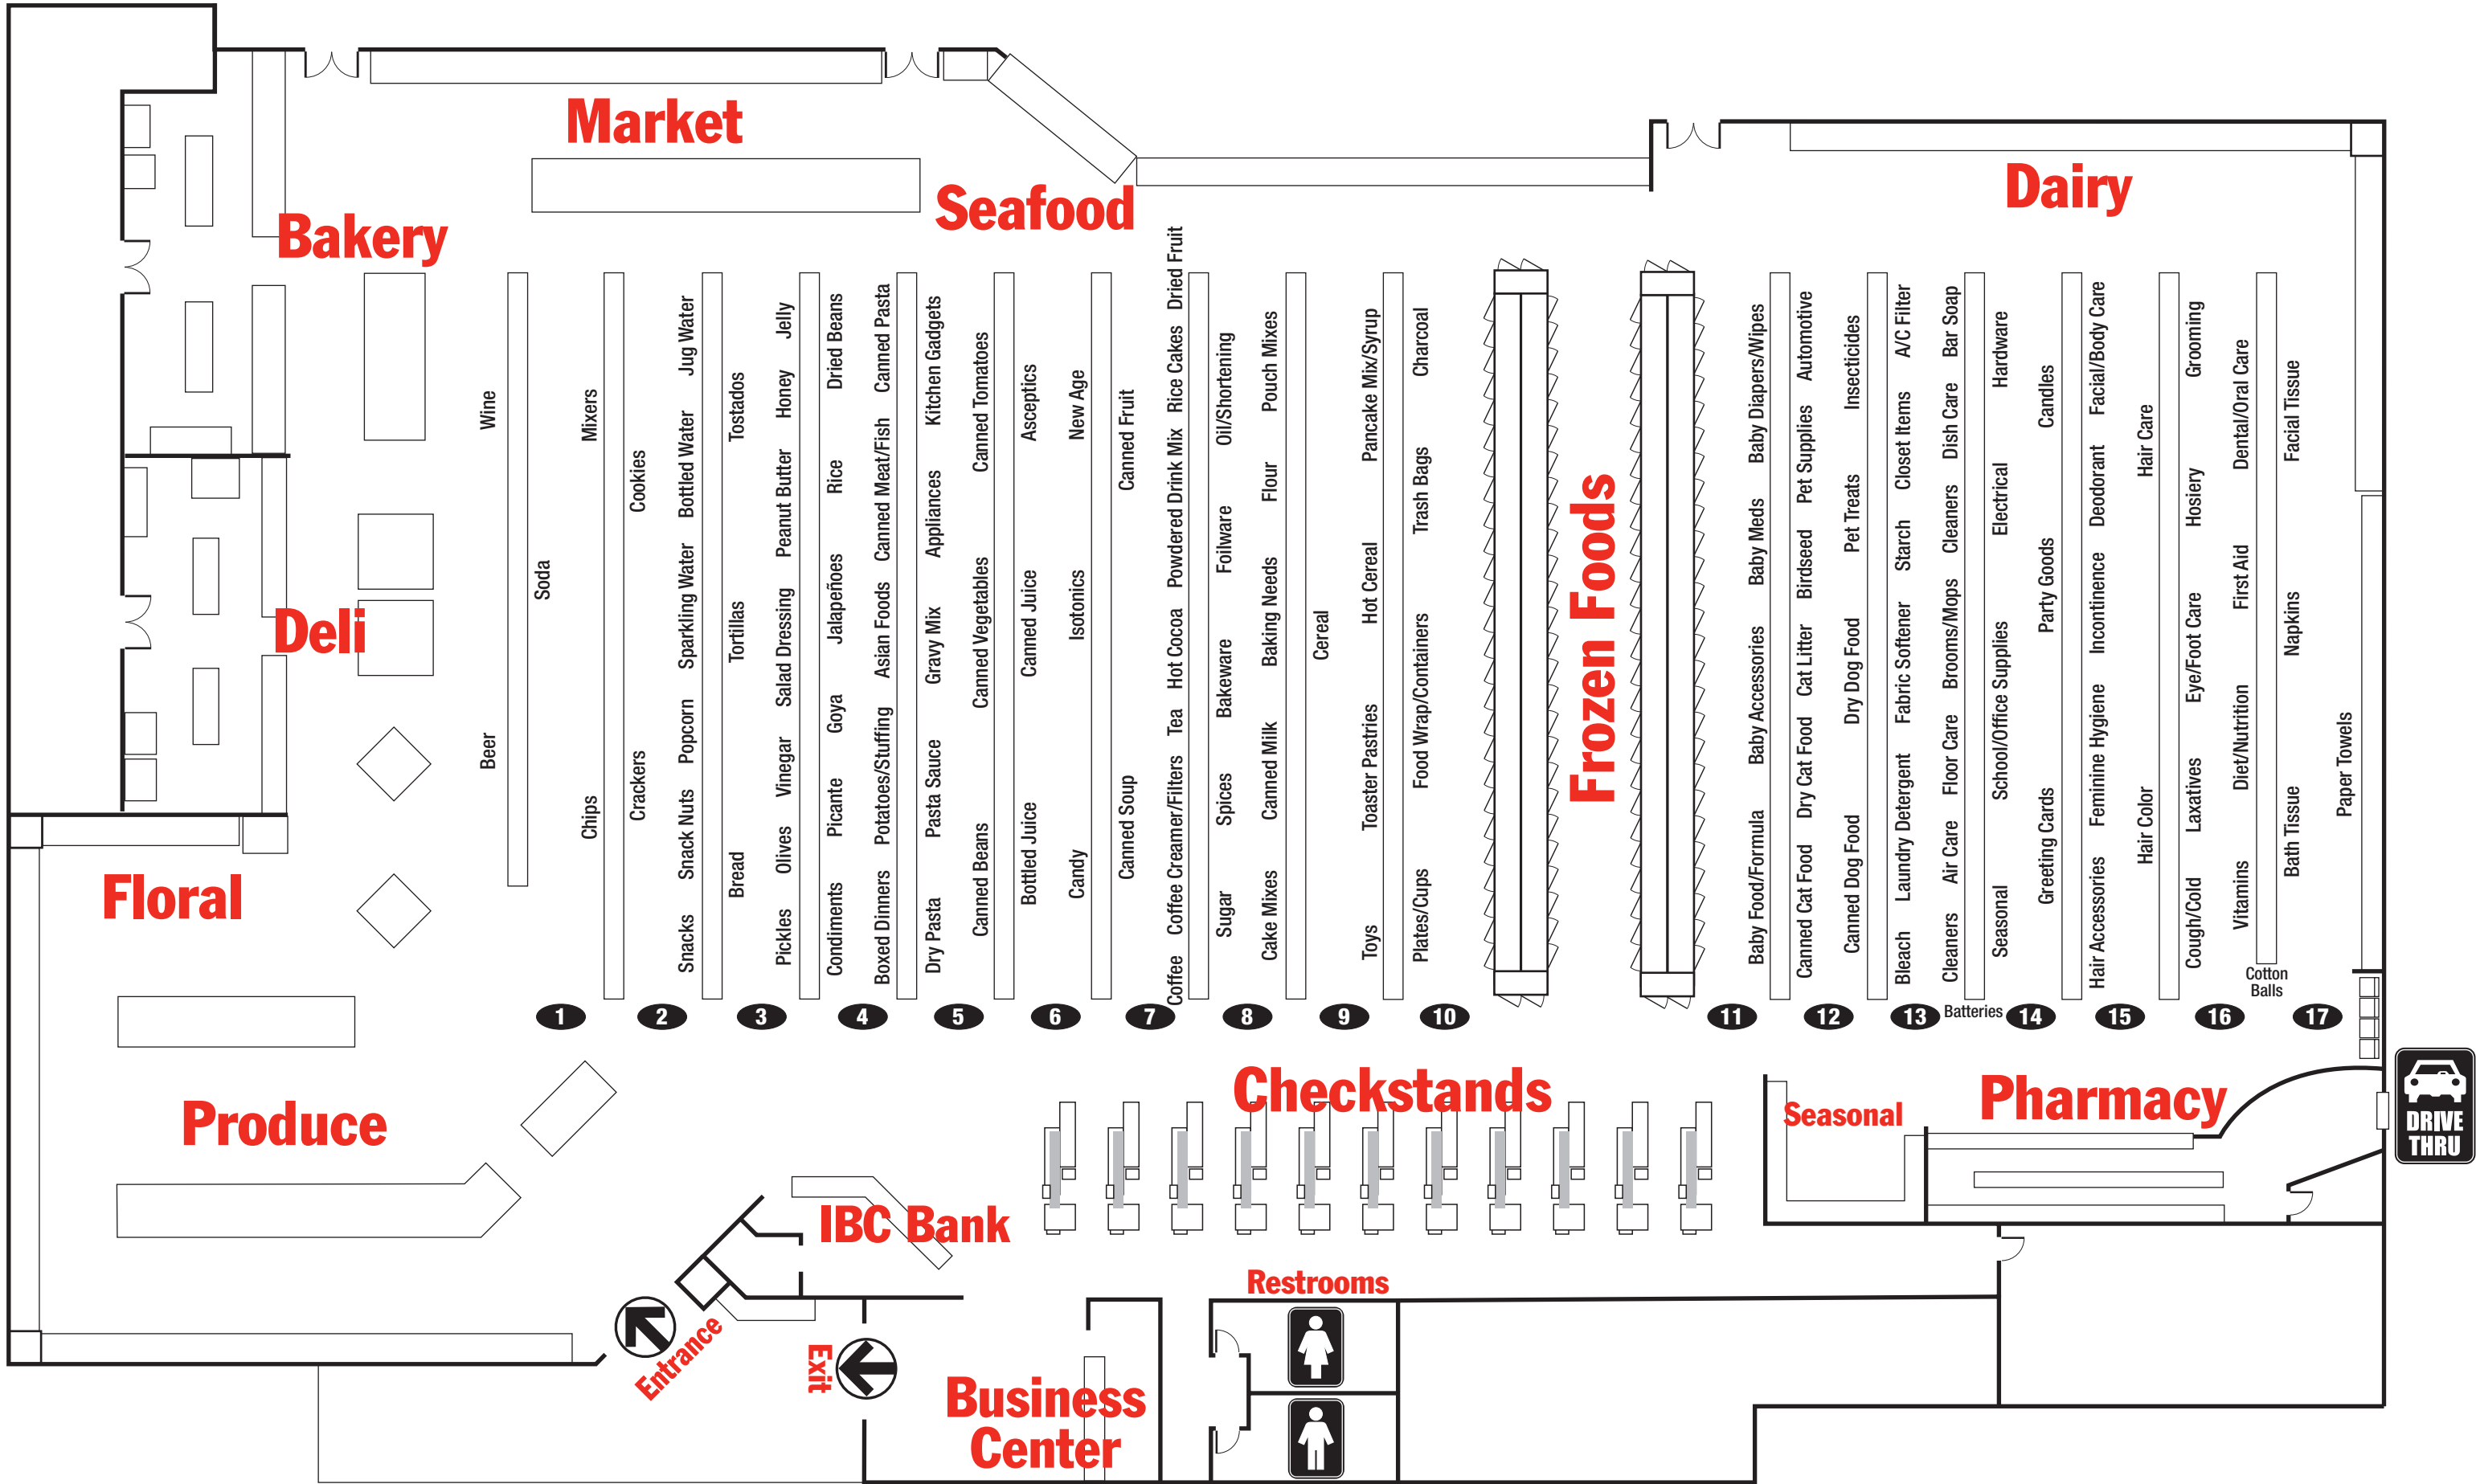 Market
Seafood
Dairy
Bakery
Deli
Floral
Produce
Wine
Beer
Soda
Mixers
Chips
Cookies
Crackers
Jug Water
Bottled Water
Sparkling Water
Popcorn
Snack Nuts
Snacks
Tostados
Tortillas
Bread
Jelly
Honey
Peanut Butter
Salad Dressing
Vinegar
Olives
Pickles
Dried Beans
Rice
Jalapeñoes
Goya
Picante
Condiments
Canned Pasta
Canned Meat/Fish
Asian Foods
Potatoes/Stuffing
Boxed Dinners
Kitchen Gadgets
Appliances
Gravy Mix
Pasta Sauce
Dry Pasta
Canned Tomatoes
Canned Vegetables
Canned Beans
Asceptics
Canned Juice
Bottled Juice
New Age
Isotonics
Candy
Canned Fruit
Canned Soup
Dried Fruit
Rice Cakes
Powdered Drink Mix
Hot Cocoa
Tea
Coffee Creamer/Filters
Coffee
Oil/Shortening
Foilware
Bakeware
Spices
Sugar
Pouch Mixes
Flour
Baking Needs
Canned Milk
Cake Mixes
Cereal
Pancake Mix/Syrup
Hot Cereal
Toaster Pastries
Toys
Charcoal
Trash Bags
Food Wrap/Containers
Plates/Cups
Frozen Foods
Baby Diapers/Wipes
Baby Meds
Baby Accessories
Baby Food/Formula
Automotive
Pet Supplies
Birdseed
Cat Litter
Dry Cat Food
Canned Cat Food
Insecticides
Pet Treats
Dry Dog Food
Canned Dog Food
A/C Filter
Closet Items
Starch
Fabric Softener
Laundry Detergent
Bleach
Bar Soap
Dish Care
Cleaners
Brooms/Mops
Floor Care
Air Care
Cleaners
Hardware
Electrical
School/Office Supplies
Seasonal
Candles
Party Goods
Greeting Cards
Facial/Body Care
Deodorant
Incontinence
Feminine Hygiene
Hair Accessories
Hair Care
Hair Color
Grooming
Hosiery
Eye/Foot Care
Laxatives
Cough/Cold
Dental/Oral Care
First Aid
Diet/Nutrition
Vitamins
Facial Tissue
Napkins
Bath Tissue
Paper Towels
Cotton
Balls
1
2
3
4
5
6
7
8
9
10
11
12
13
Batteries
14
15
16
17
Checkstands
Seasonal
Pharmacy
DRIVE
THRU
IBC Bank
Restrooms
Entrance
Exit
Business
Center